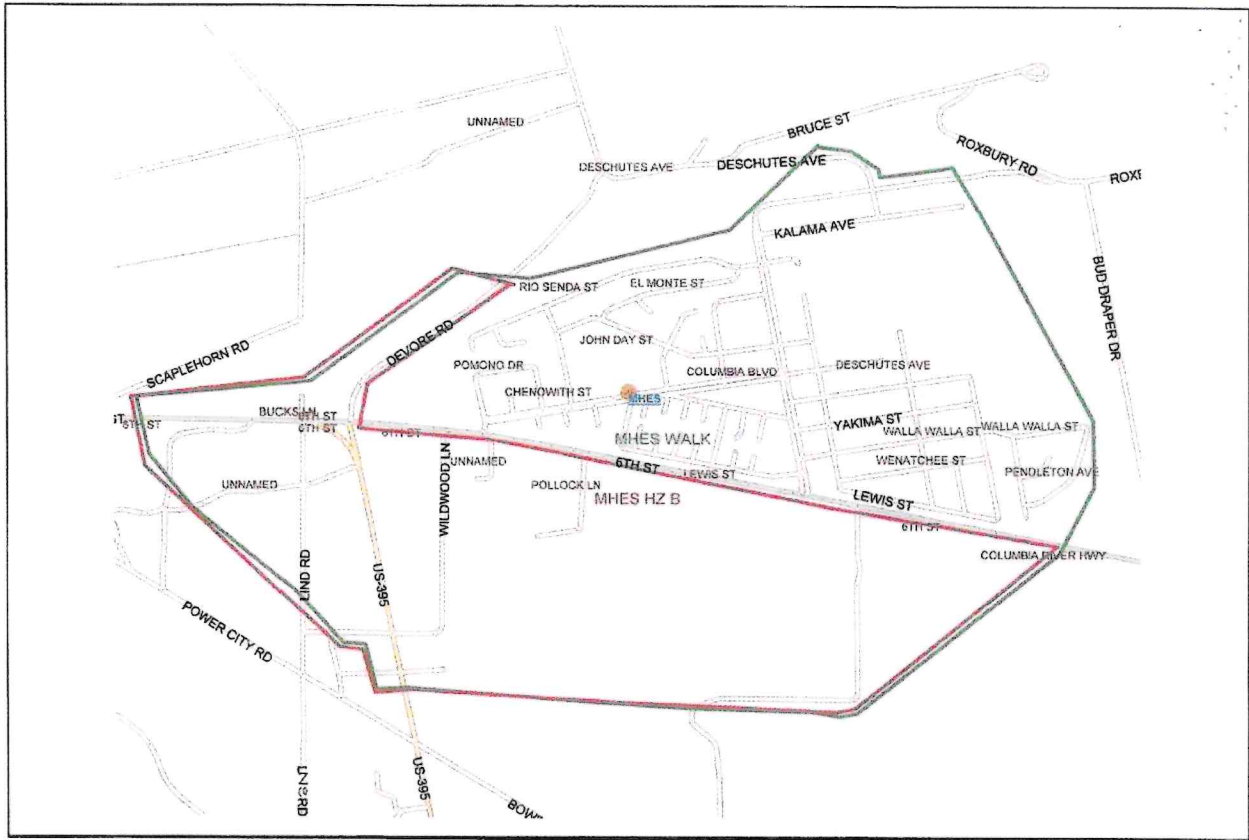 UNNAMED
BRUCE ST
DESCHUTES AVE
DESCHUTES AVE
ROXBURY RD
KALAMA AVE
RIO SENDA ST
EL MONTE ST
BUD DRAPER DR
DEVORE RD
JOHN DAY ST
SCAPLEHORN RD
POMONO DR
COLUMBIA BLVD
DESCHUTES AVE
CHENOWITH ST
MHES
BUCKS LN
6TH ST
6TH ST
6TH ST
6TH ST
YAKIMA ST
WALLA WALLA ST
WALLA WALLA ST
MHES WALK
UNNAMED
6TH ST
LEWIS ST
WENATCHEE ST
PENDLETON AVE
UNNAMED
POLLOCK LN
MHES HZ B
LEWIS ST
WILDWOOD LN
6TH ST
COLUMBIA RIVER HWY
LIND RD
US-395
POWER CITY RD
US-395